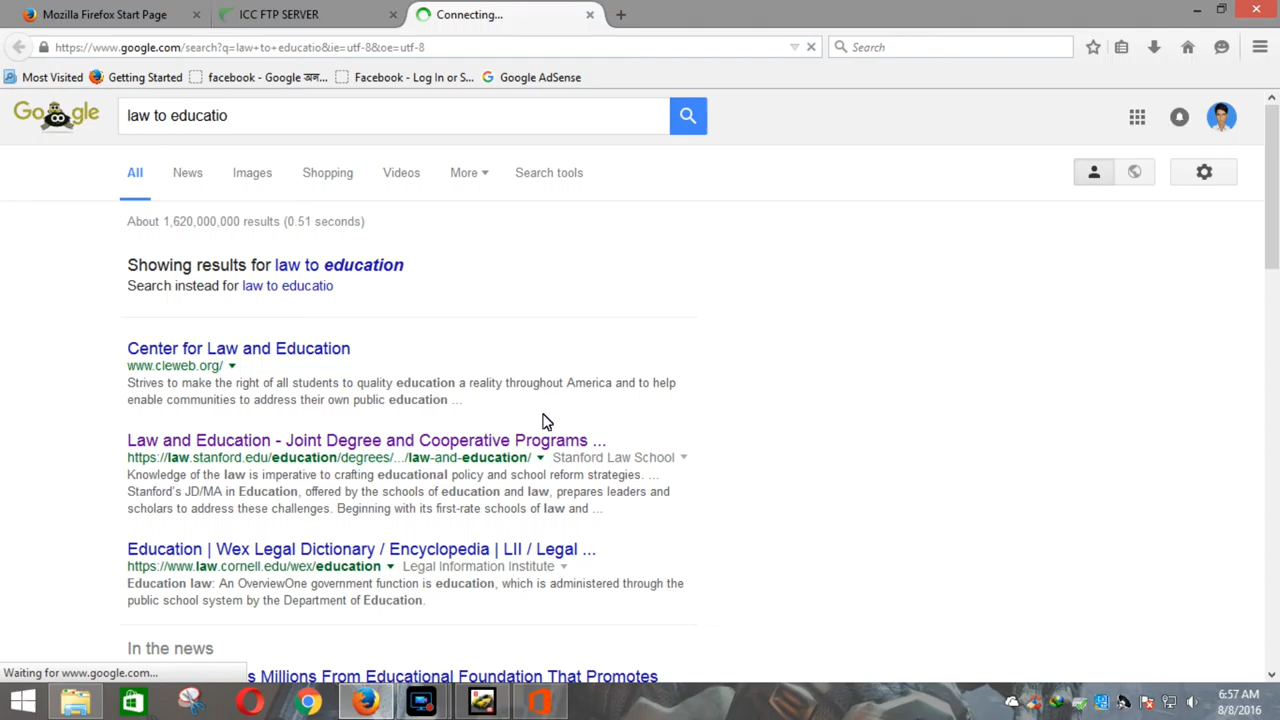 Mozilla Firefox Start Page
ICC FTP SERVER
Connecting...
https://www.google.com/search?q=law+to+educatio&ie=utf-8&oe=utf-8
Search
Most Visited
Getting Started
facebook - Google अन...
Facebook - Log In or S...
Google AdSense
Google
law to educatio
All
News
Images
Shopping
Videos
More
Search tools
About 1,620,000,000 results (0.51 seconds)
Showing results for law to education
Search instead for law to educatio
Center for Law and Education
www.cleweb.org/
Strives to make the right of all students to quality education a reality throughout America and to help
enable communities to address their own public education ...
Law and Education - Joint Degree and Cooperative Programs ...
https://law.stanford.edu/education/degrees/.../law-and-education/ Stanford Law School
Knowledge of the law is imperative to crafting educational policy and school reform strategies. ...
Stanford's JD/MA in Education, offered by the schools of education and law, prepares leaders and
scholars to address these challenges. Beginning with its first-rate schools of law and ...
Education | Wex Legal Dictionary / Encyclopedia | LII / Legal ...
https://www.law.cornell.edu/wex/education Legal Information Institute
Education law: An OverviewOne government function is education, which is administered through the
public school system by the Department of Education.
In the news
s Millions From Educational Foundation That Promotes
Waiting for www.google.com...
6:57 AM
8/8/2016